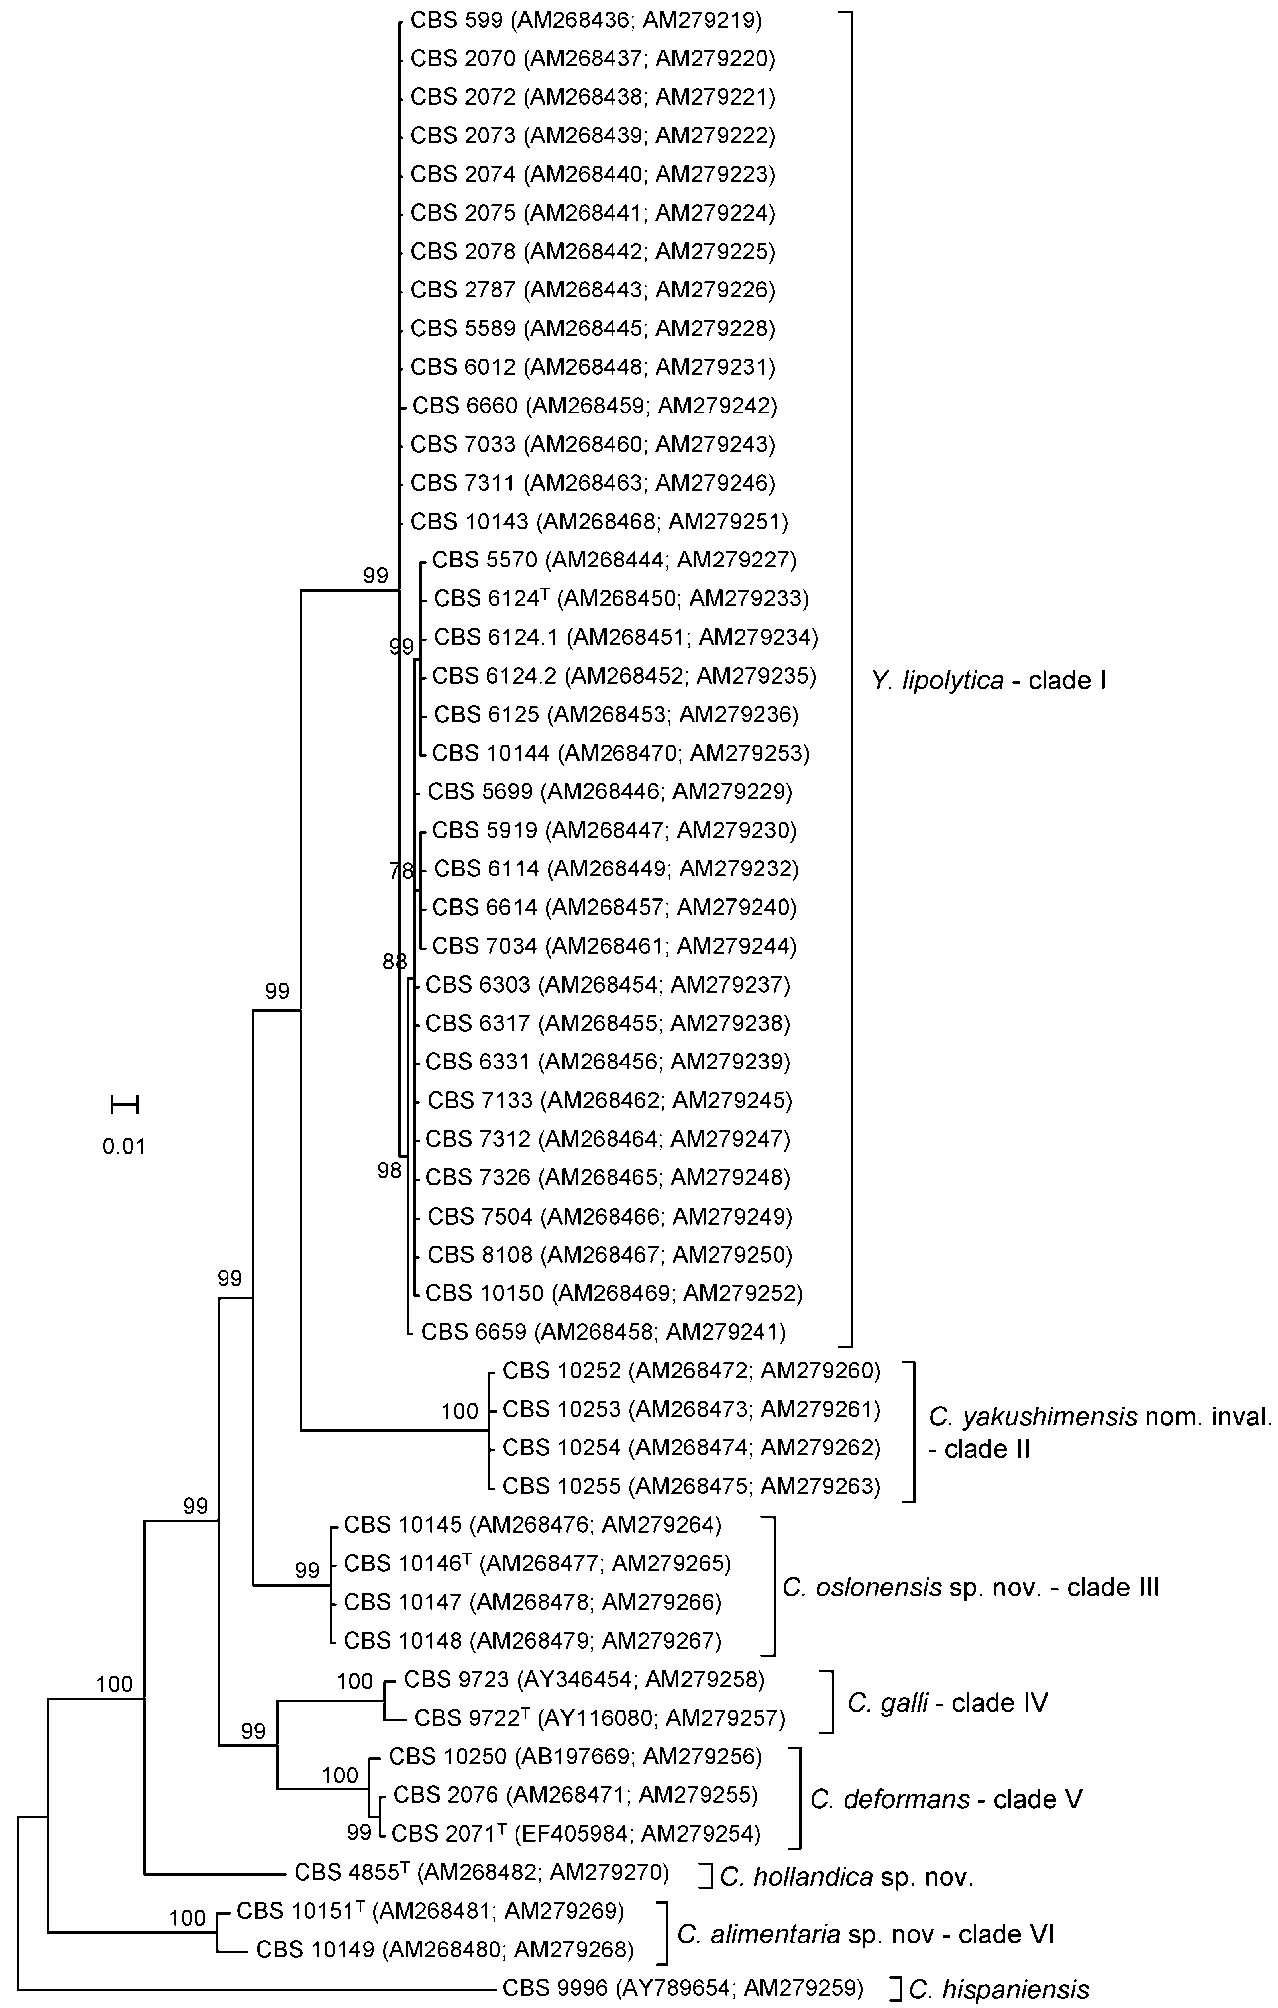 CBS 599 (AM268436; AM279219)
CBS 2070 (AM268437; AM279220)
CBS 2072 (AM268438; AM279221)
CBS 2073 (AM268439; AM279222)
CBS 2074 (AM268440; AM279223)
CBS 2075 (AM268441; AM279224)
CBS 2078 (AM268442; AM279225)
CBS 2787 (AM268443; AM279226)
CBS 5589 (AM268445; AM279228)
CBS 6012 (AM268448; AM279231)
CBS 6660 (AM268459; AM279242)
CBS 7033 (AM268460; AM279243)
CBS 7311 (AM268463; AM279246)
CBS 10143 (AM268468; AM279251)
CBS 5570 (AM268444; AM279227)
99
CBS 6124ᵀ (AM268450; AM279233)
CBS 6124.1 (AM268451; AM279234)
99
CBS 6124.2 (AM268452; AM279235)
Y. lipolytica - clade I
CBS 6125 (AM268453; AM279236)
CBS 10144 (AM268470; AM279253)
CBS 5699 (AM268446; AM279229)
CBS 5919 (AM268447; AM279230)
78
CBS 6114 (AM268449; AM279232)
CBS 6614 (AM268457; AM279240)
CBS 7034 (AM268461; AM279244)
88
CBS 6303 (AM268454; AM279237)
99
CBS 6317 (AM268455; AM279238)
CBS 6331 (AM268456; AM279239)
CBS 7133 (AM268462; AM279245)
0.01
CBS 7312 (AM268464; AM279247)
98
CBS 7326 (AM268465; AM279248)
CBS 7504 (AM268466; AM279249)
CBS 8108 (AM268467; AM279250)
99
CBS 10150 (AM268469; AM279252)
CBS 6659 (AM268458; AM279241)
CBS 10252 (AM268472; AM279260)
100
CBS 10253 (AM268473; AM279261)
C. yakushimensis nom. inval.
- clade II
CBS 10254 (AM268474; AM279262)
CBS 10255 (AM268475; AM279263)
99
CBS 10145 (AM268476; AM279264)
99
CBS 10146ᵀ (AM268477; AM279265)
C. oslonensis sp. nov. - clade III
CBS 10147 (AM268478; AM279266)
CBS 10148 (AM268479; AM279267)
100
100
CBS 9723 (AY346454; AM279258)
C. galli - clade IV
CBS 9722ᵀ (AY116080; AM279257)
99
CBS 10250 (AB197669; AM279256)
100
CBS 2076 (AM268471; AM279255)
C. deformans - clade V
99
CBS 2071ᵀ (EF405984; AM279254)
CBS 4855ᵀ (AM268482; AM279270)
C. hollandica sp. nov.
100
CBS 10151ᵀ (AM268481; AM279269)
C. alimentaria sp. nov - clade VI
CBS 10149 (AM268480; AM279268)
CBS 9996 (AY789654; AM279259)
C. hispaniensis